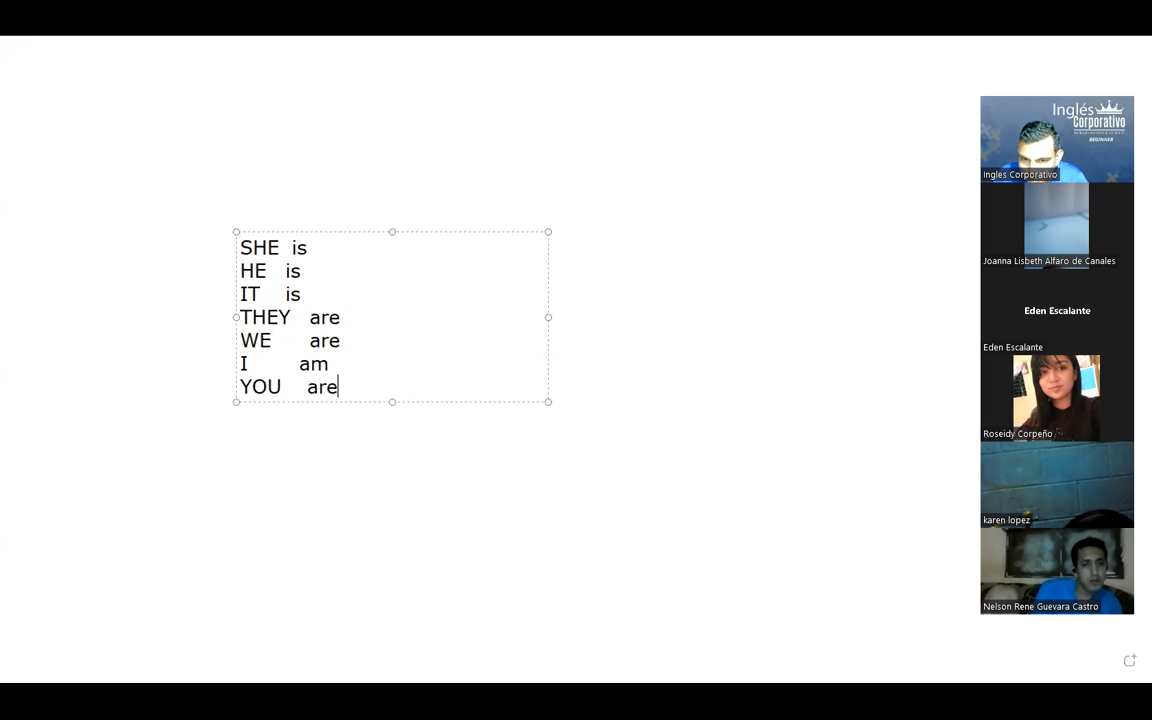 SHE is
HE is
IT is
THEY are
WE are
I am
YOU are
Inglés
Corporativo
BEGINNER
Ingles Corporativo
Joanna Lisbeth Alfaro de Canales
Eden Escalante
Eden Escalante
Roseidy Corpeño
karen lopez
Nelson Rene Guevara Castro